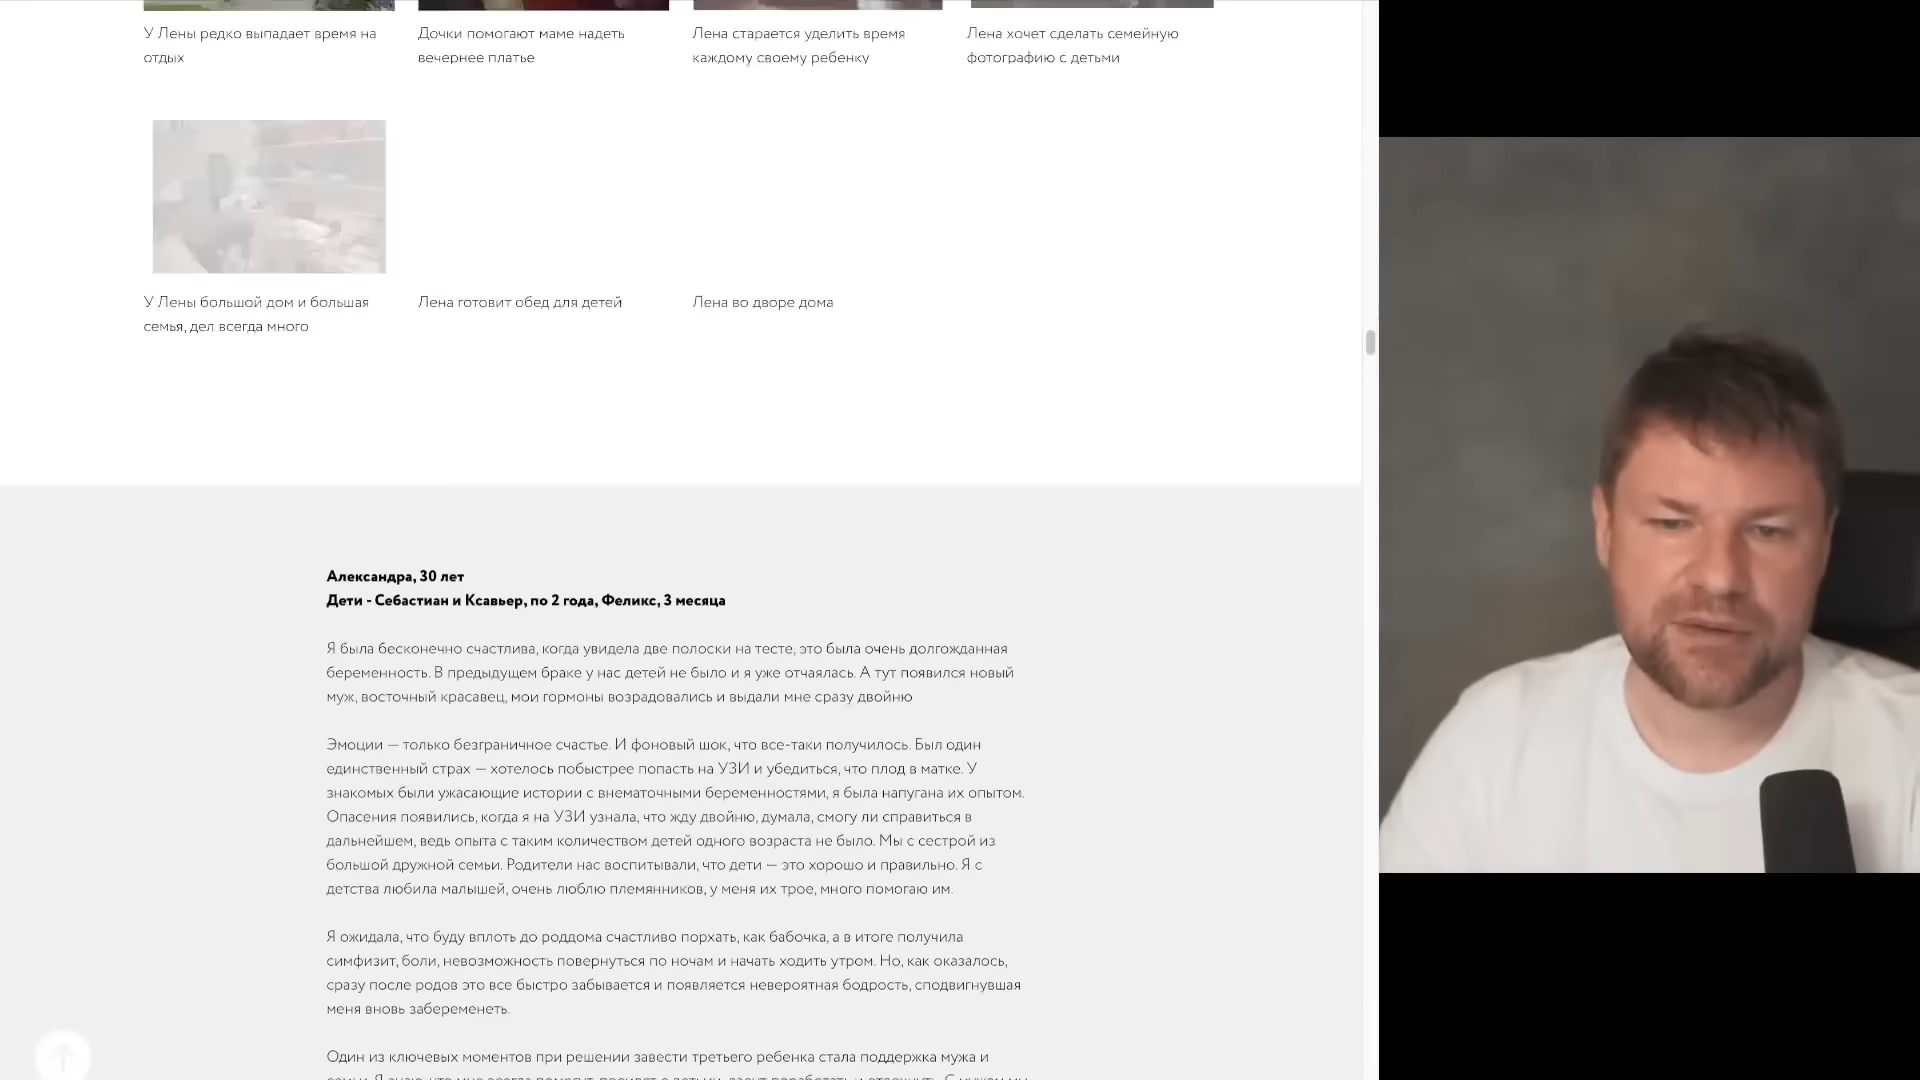 У Лены редко выпадает время на
отдых
Дочки помогают маме надеть
вечернее платье
Лена старается уделить время
каждому своему ребенку
Лена хочет сделать семейную
фотографию с детьми
У Лены большой дом и большая
семья, дел всегда много
Лена готовит обед для детей
Лена во дворе дома
Александра, 30 лет
Дети - Себастиан и Ксавьер, по 2 года, Феликс, 3 месяца
Я была бесконечно счастлива, когда увидела две полоски на тесте, это была очень долгожданная
беременность. В предыдущем браке у нас детей не было и я уже отчаялась. А тут появился новый
муж, восточный красавец, мои гормоны возрадовались и выдали мне сразу двойню
Эмоции — только безграничное счастье. И фоновый шок, что все-таки получилось. Был один
единственный страх — хотелось побыстрее попасть на УЗИ и убедиться, что плод в матке. У
знакомых были ужасающие истории с внематочными беременностями, я была напугана их опытом.
Опасения появились, когда я на УЗИ узнала, что жду двойню, думала, смогу ли справиться в
дальнейшем, ведь опыта с таким количеством детей одного возраста не было. Мы с сестрой из
большой дружной семьи. Родители нас воспитывали, что дети — это хорошо и правильно. Я с
детства любила малышей, очень люблю племянников, у меня их трое, много помогаю им.
Я ожидала, что буду вплоть до роддома счастливо порхать, как бабочка, а в итоге получила
симфизит, боли, невозможность повернуться по ночам и начать ходить утром. Но, как оказалось,
сразу после родов это все быстро забывается и появляется невероятная бодрость, сподвигнувшая
меня вновь забеременеть.
Один из ключевых моментов при решении завести третьего ребенка стала поддержка мужа и